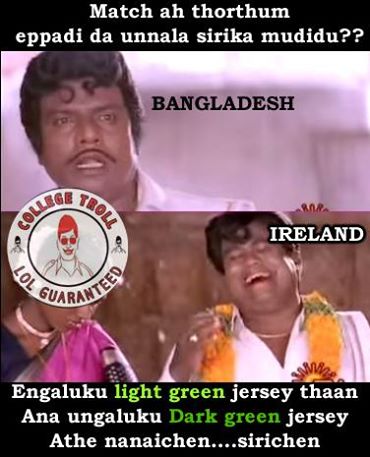 Match ah thorthum
eppadi da unnala sirika mudidu??
BANGLADESH
COLLEGE TROLL
LOL GUARANTEED
IRELAND
Engaluku light green jersey thaan
Ana ungaluku Dark green jersey
Athe nanaichen....sirichen